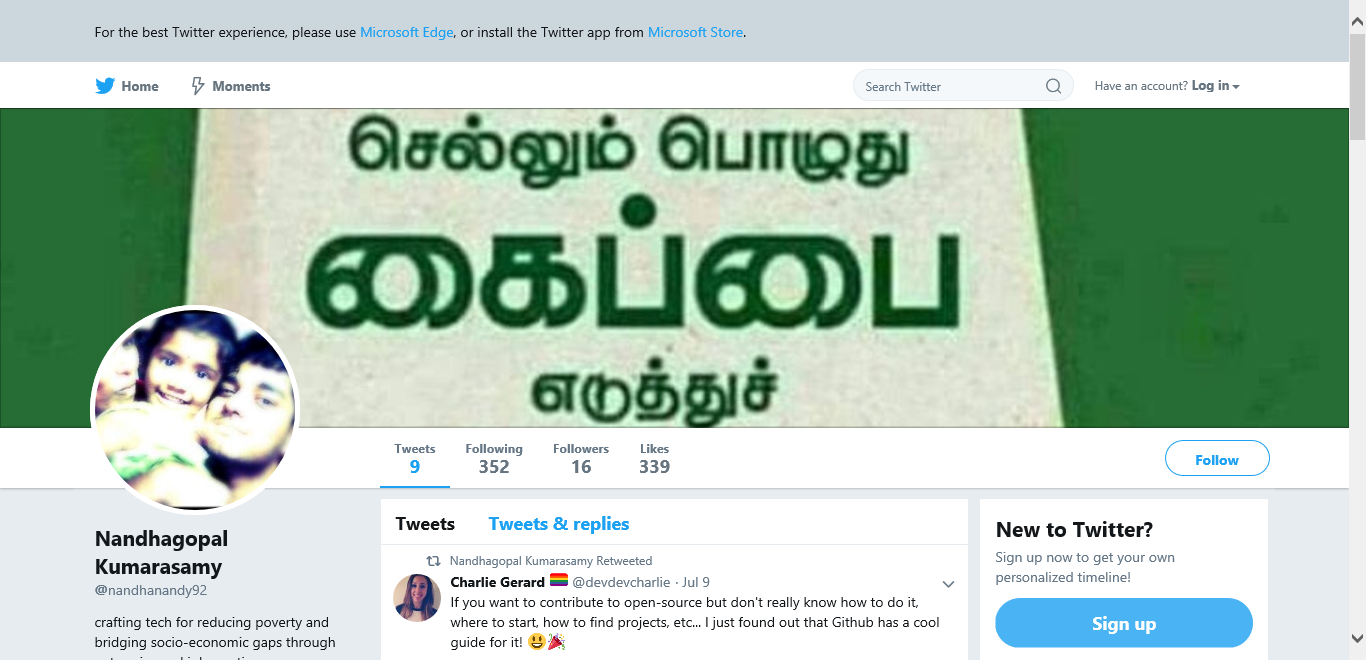 For the best Twitter experience, please use Microsoft Edge, or install the Twitter app from Microsoft Store.
Home Moments Search Twitter Have an account? Log in
செல்லும் பொழுது
கைப்பை
எடுத்துச்
Tweets Following Followers Likes
9 352 16 339
Follow
Nandhagopal
Kumarasamy
@nandhanandy92
crafting tech for reducing poverty and
bridging socio-economic gaps through
Tweets Tweets & replies
Nandhagopal Kumarasamy Retweeted
Charlie Gerard @devdevcharlie · Jul 9
If you want to contribute to open-source but don't really know how to do it,
where to start, how to find projects, etc... I just found out that Github has a cool
guide for it! 😃🎉
New to Twitter?
Sign up now to get your own
personalized timeline!
Sign up